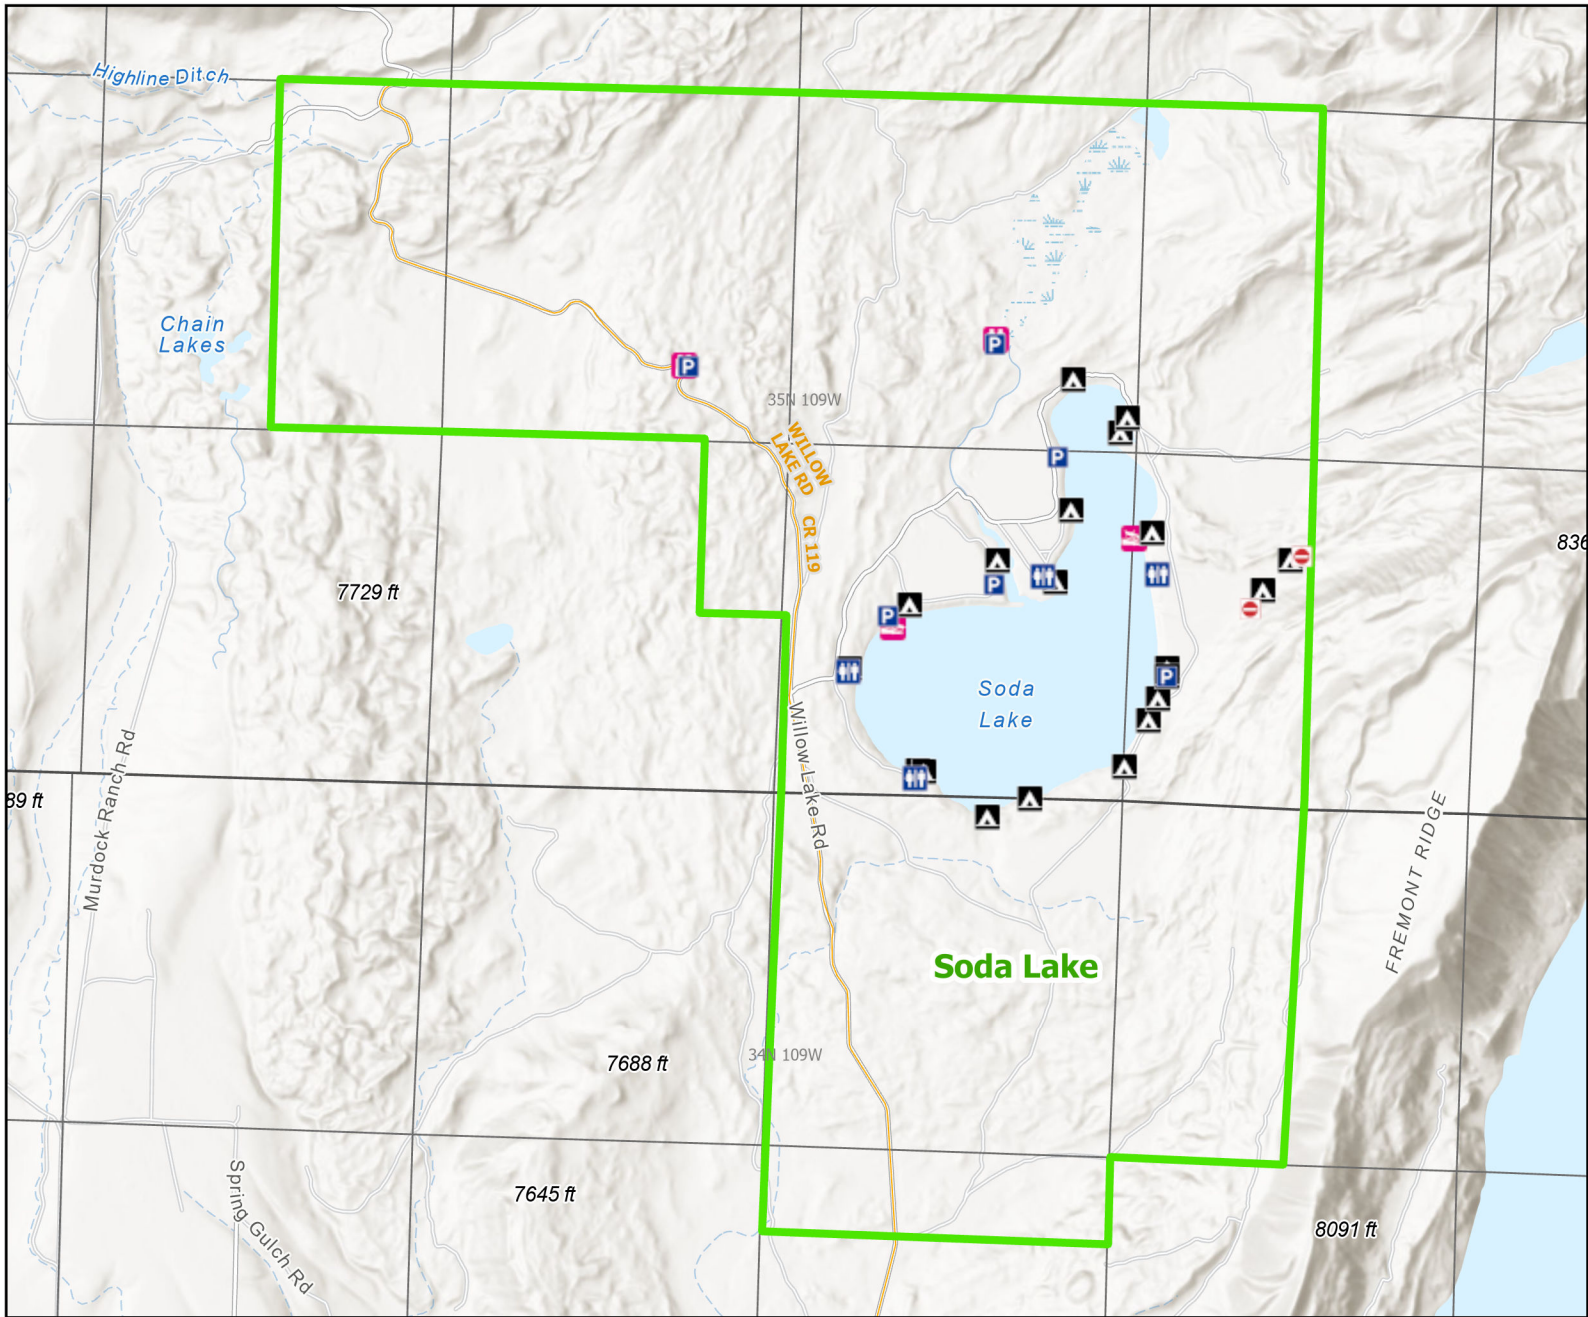 Highline Ditch
Chain
Lakes
35N 109W
WILLOW
LAKE RD
CR 119
P
P
P
P
P
P
836
7729 ft
Soda
Lake
Willow Lake Rd
Murdock Ranch Rd
89 ft
FREMONT RIDGE
Soda Lake
34N 109W
7688 ft
7645 ft
Spring Gulch Rd
8091 ft